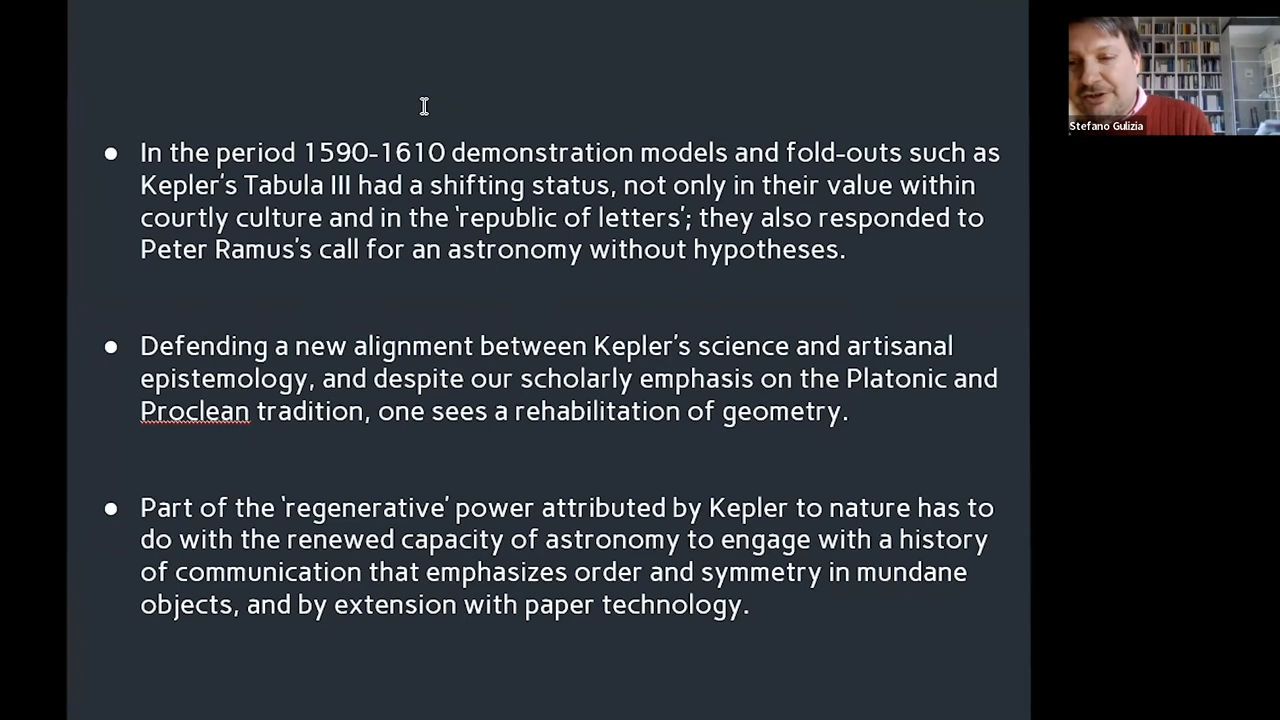 Stefano Gulizia
● In the period 1590-1610 demonstration models and fold-outs such as
Kepler's Tabula III had a shifting status, not only in their value within
courtly culture and in the 'republic of letters'; they also responded to
Peter Ramus's call for an astronomy without hypotheses.
● Defending a new alignment between Kepler's science and artisanal
epistemology, and despite our scholarly emphasis on the Platonic and
Proclean tradition, one sees a rehabilitation of geometry.
● Part of the 'regenerative' power attributed by Kepler to nature has to
do with the renewed capacity of astronomy to engage with a history
of communication that emphasizes order and symmetry in mundane
objects, and by extension with paper technology.